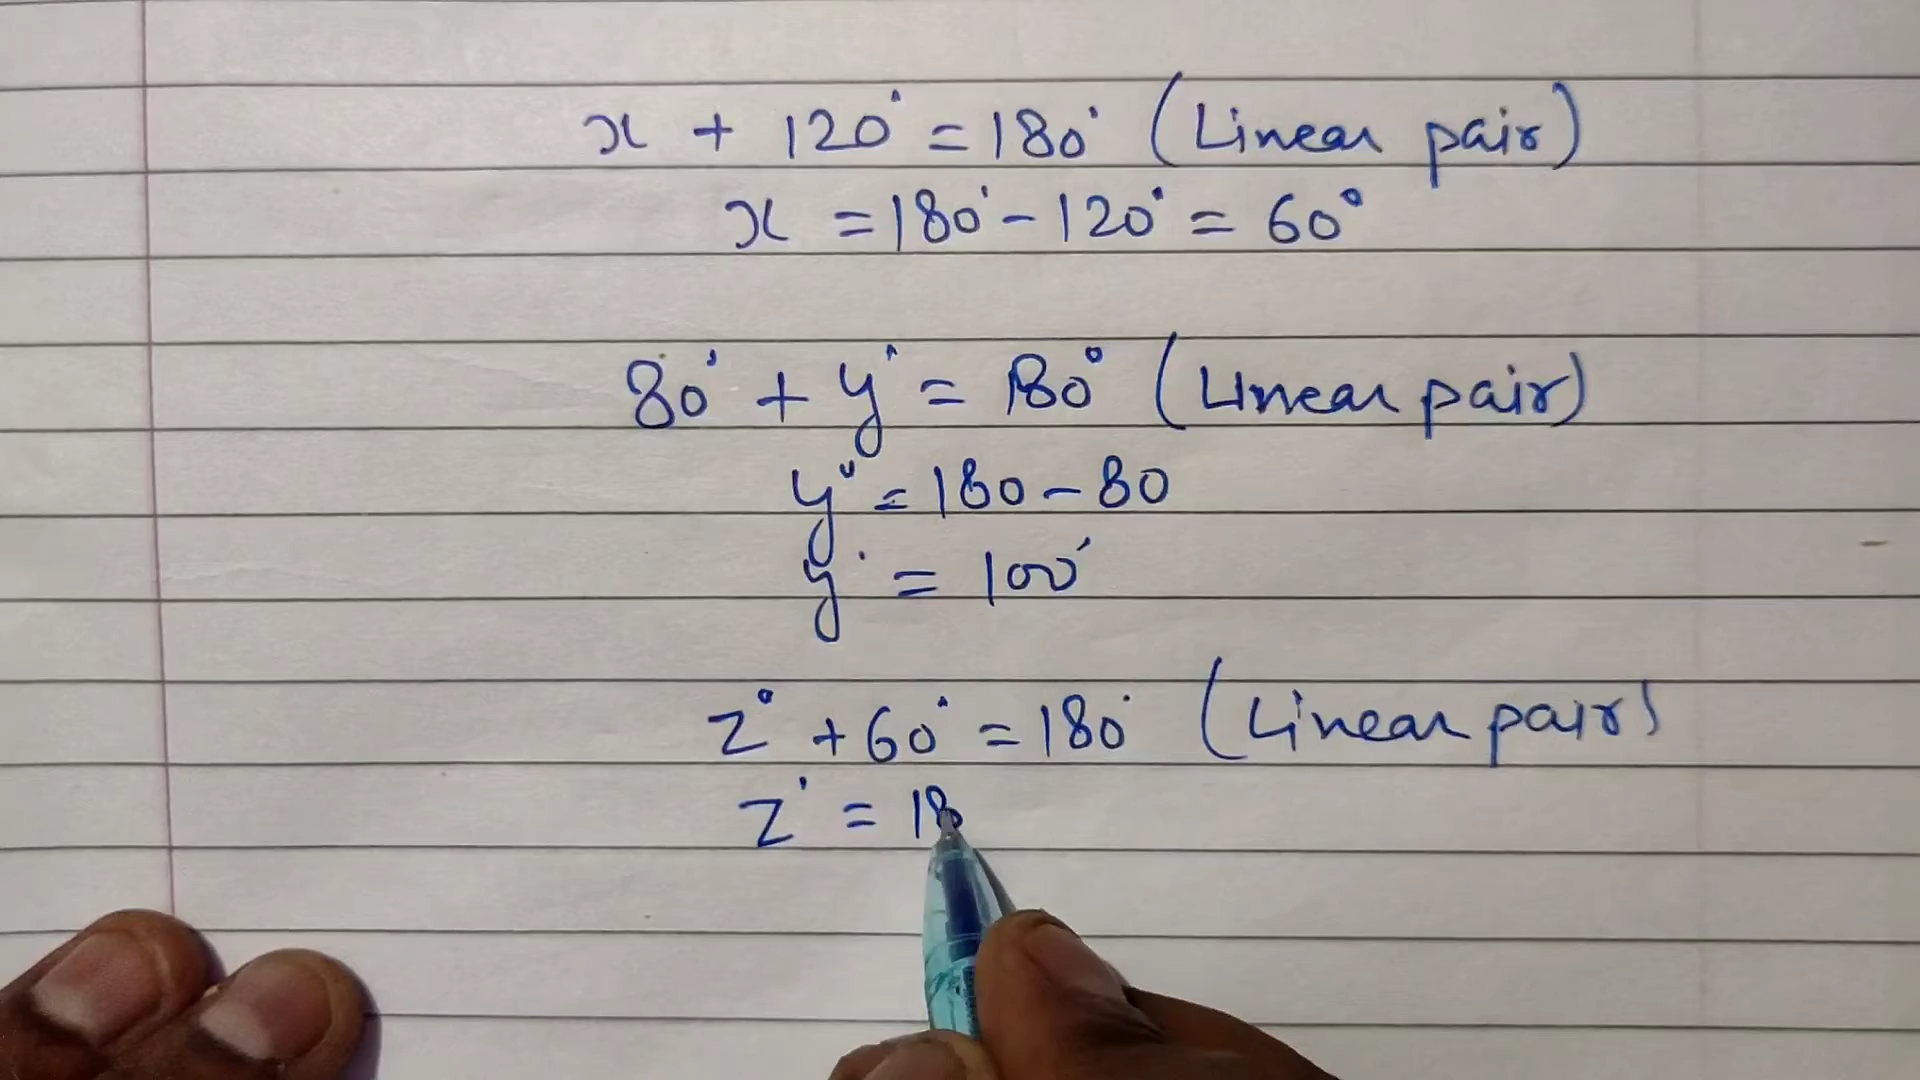 x + 120° = 180° (Linear pair)
x = 180° - 120° = 60°
80° + y° = 180° (Linear pair)
y° = 180 - 80
y° = 100°
z° + 60° = 180° (Linear pair)
z° = 18